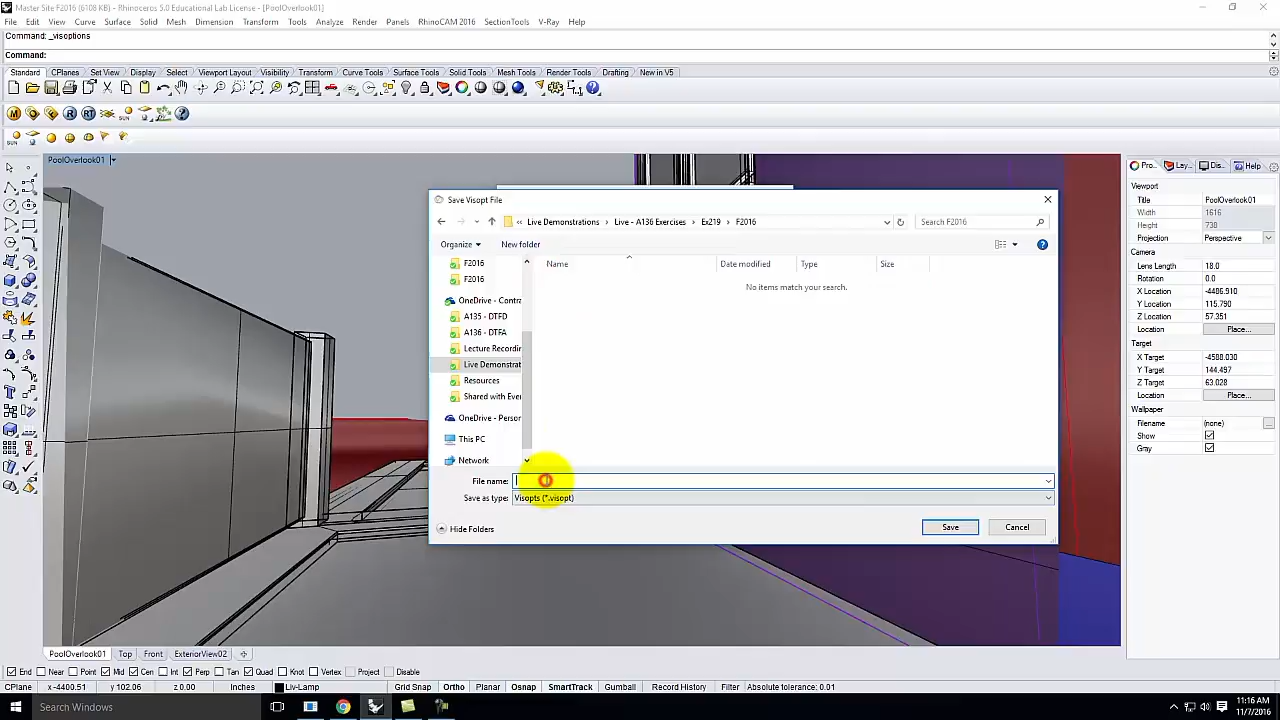 Master Site F2016 (6108 KB) - Rhinoceros 5.0 Educational Lab License - [PoolOverlook01]
File Edit View Curve Surface Solid Mesh Dimension Transform Tools Analyze Render Panels RhinoCAM 2016 SectionTools V-Ray Help
Command: _visoptions
Command:
Standard CPlanes Set View Display Select Viewport Layout Visibility Transform Curve Tools Surface Tools Solid Tools Mesh Tools Render Tools Drafting New in V5
PoolOverlook01
Save Visopt File
« Live Demonstrations > Live - A136 Exercises > Ex219 > F2016
Search F2016
Organize
New folder
F2016
F2016
OneDrive - Contra
A135 - DTFD
A136 - DTFA
Lecture Recordin
Live Demonstrat
Resources
Shared with Ever
OneDrive - Person
This PC
Network
Name Date modified Type Size
No items match your search.
File name:
Save as type: Visopts (*.visopt)
Hide Folders
Save Cancel
Pro... Lay... Dis... Help
Viewport
Title PoolOverlook01
Width 1616
Height 738
Projection Perspective
Camera
Lens Length 18.0
Rotation 0.0
X Location -4486.910
Y Location 115.790
Z Location 57.351
Location Place...
Target
X Target -4588.030
Y Target 144.497
Z Target 63.028
Location Place...
Wallpaper
Filename (none) ...
Show
Gray
PoolOverlook01 Top Front ExteriorView02
End Near Point Mid Cen Int Perp Tan Quad Knot Vertex Project Disable
CPlane x -4400.51 y 102.06 z 0.00 Inches Liv-Lamp Grid Snap Ortho Planar Osnap SmartTrack Gumball Record History Filter Absolute tolerance: 0.01
Search Windows
11:16 AM
11/7/2016